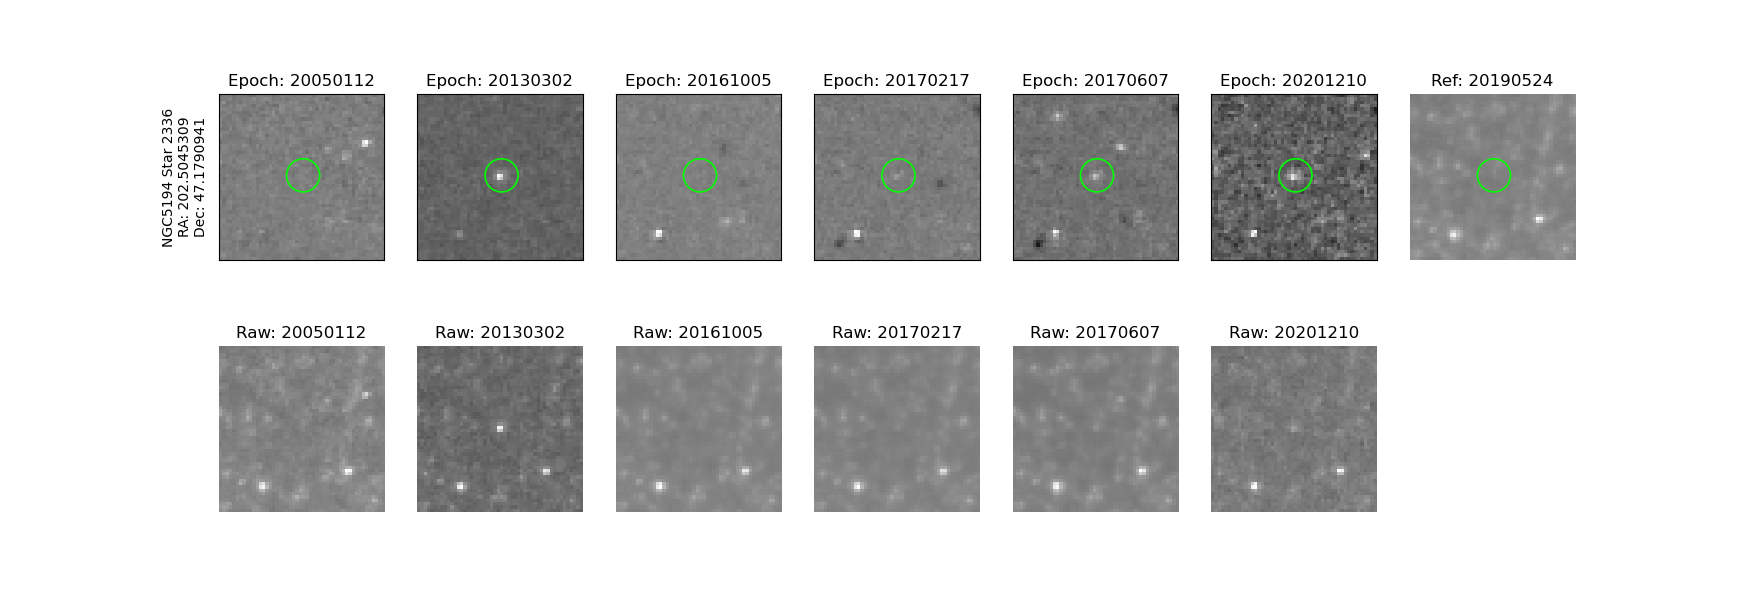 Epoch: 20050112
Epoch: 20130302
Epoch: 20161005
Epoch: 20170217
Epoch: 20170607
Epoch: 20201210
Ref: 20190524
NGC5194 Star 2336
RA: 202.5045309
Dec: 47.1790941
Raw: 20050112
Raw: 20130302
Raw: 20161005
Raw: 20170217
Raw: 20170607
Raw: 20201210